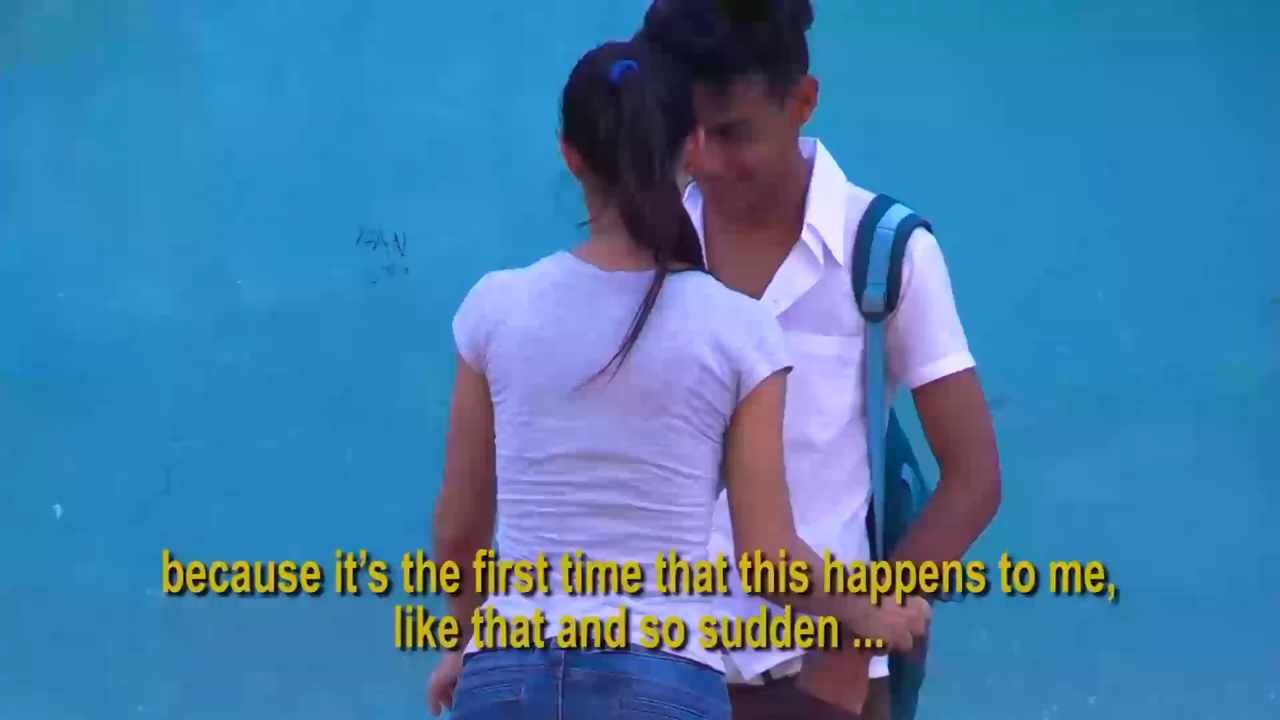 because it's the first time that this happens to me,
like that and so sudden ...